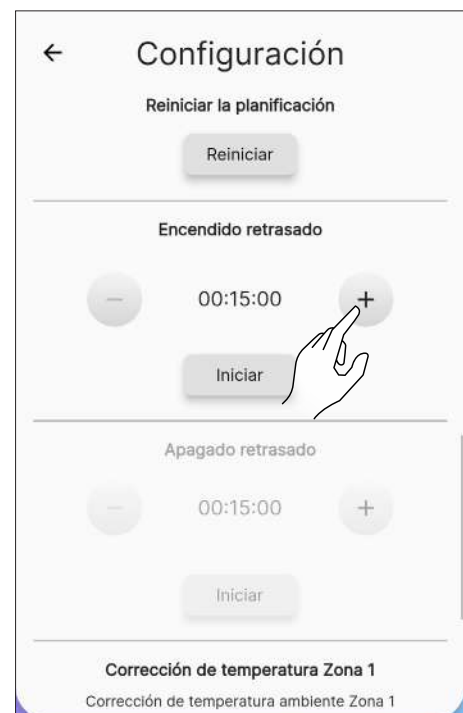 Configuración
Reiniciar la planificación
Reiniciar
Encendido retrasado
− 00:15:00 +
Iniciar
Apagado retrasado
− 00:15:00 +
Iniciar
Corrección de temperatura Zona 1
Corrección de temperatura ambiente Zona 1